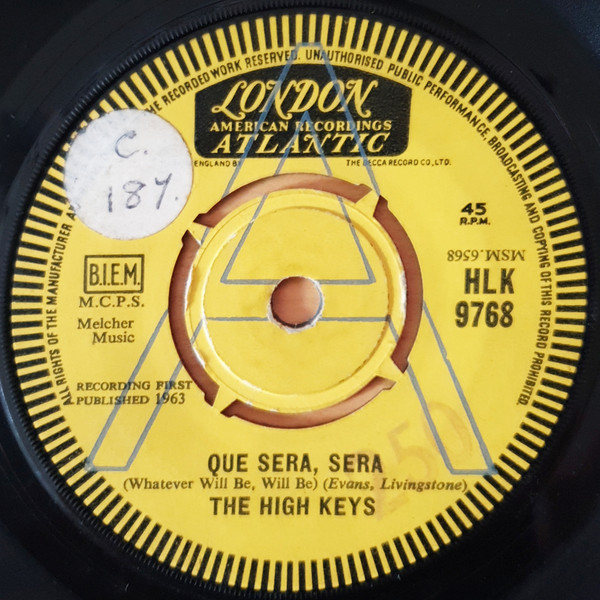 ALL RIGHTS OF THE MANUFACTURER A
HE RECORDED WORK RESERVED. UNAUTHORISED PUBLIC PERFORMANCE, BROADCASTING AND COPYING OF THIS RECORD PROHIBITED
LONDON
AMERICAN RECORDINGS
ATLANTIC
ENGLAND B
THE DECCA RECORD CO., LTD.
C.
187.
45
R.P.M.
MSM.6568
HLK
9768
B.I.E.M.
M.C.P.S.
Melcher
Music
RECORDING FIRST
PUBLISHED 1963
A
250
QUE SERA, SERA
(Whatever Will Be, Will Be) (Evans, Livingstone)
THE HIGH KEYS